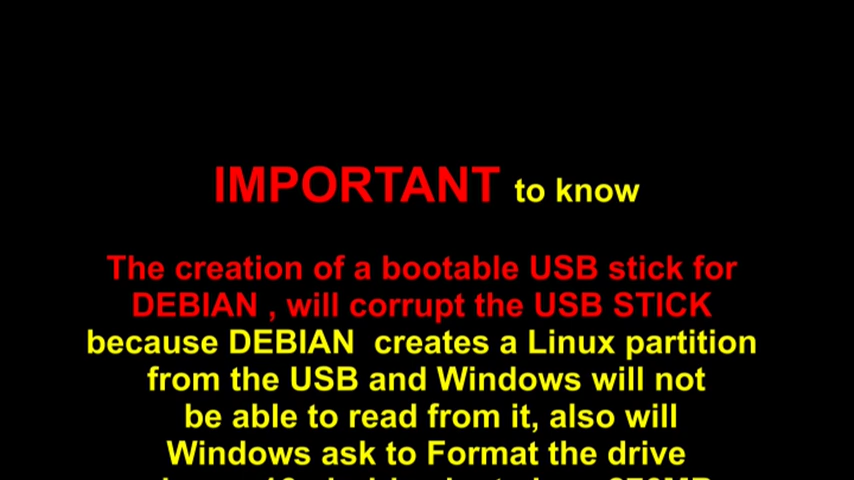 IMPORTANT to know
The creation of a bootable USB stick for
DEBIAN , will corrupt the USB STICK
because DEBIAN creates a Linux partition
from the USB and Windows will not
be able to read from it, also will
Windows ask to Format the drive